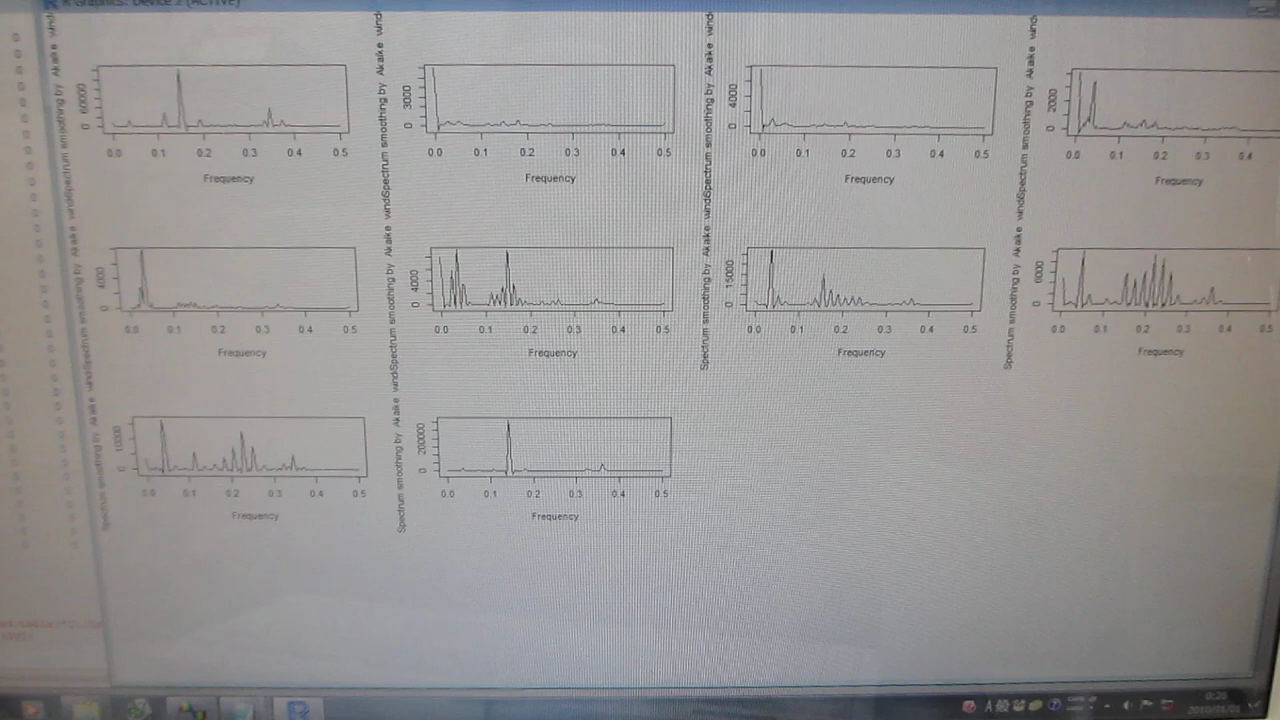 R Graphics: Device 2 (ACTIVE)
Spectrum smoothing by Akaike wind
60000
0
0.0 0.1 0.2 0.3 0.4 0.5
Frequency
Spectrum smoothing by Akaike wind
3000
0
0.0 0.1 0.2 0.3 0.4 0.5
Frequency
Spectrum smoothing by Akaike wind
4000
0
0.0 0.1 0.2 0.3 0.4 0.5
Frequency
Spectrum smoothing by Akaike wind
2000
0
0.0 0.1 0.2 0.3 0.4
Frequency
Spectrum smoothing by Akaike wind
4000
0
0.0 0.1 0.2 0.3 0.4 0.5
Frequency
Spectrum smoothing by Akaike wind
4000
0
0.0 0.1 0.2 0.3 0.4 0.5
Frequency
Spectrum smoothing by Akaike wind
15000
0
0.0 0.1 0.2 0.3 0.4 0.5
Frequency
Spectrum smoothing by Akaike wind
6000
0
0.0 0.1 0.2 0.3 0.4 0.5
Frequency
Spectrum smoothing by Akaike wind
10000
0
0.0 0.1 0.2 0.3 0.4 0.5
Frequency
Spectrum smoothing by Akaike wind
200000
0
0.0 0.1 0.2 0.3 0.4 0.5
Frequency
A 般
0:26
2010/01/01